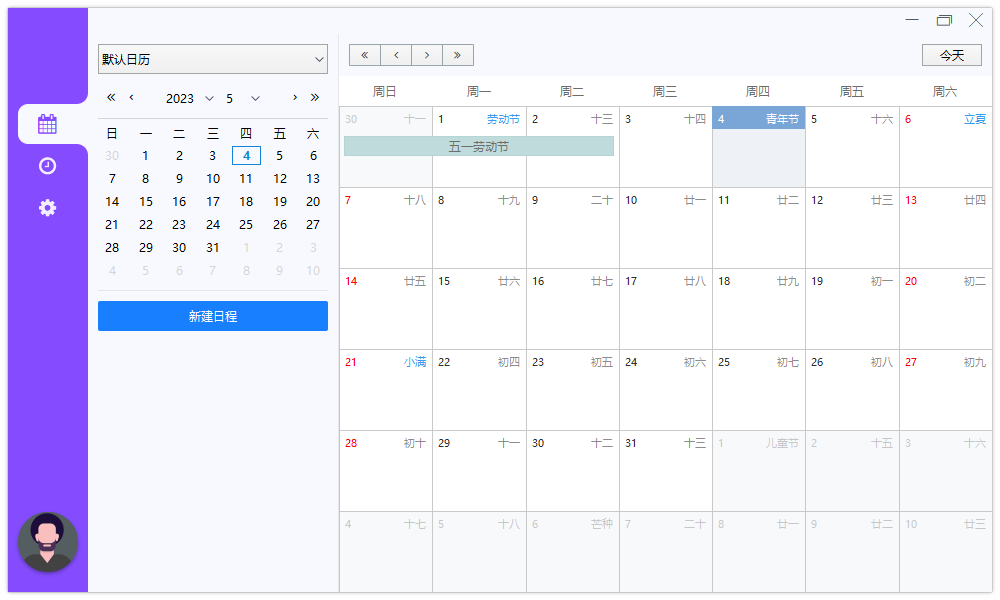 默认日历
« ‹ 2023 5 › »
日 一 二 三 四 五 六
30 1 2 3 4 5 6
7 8 9 10 11 12 13
14 15 16 17 18 19 20
21 22 23 24 25 26 27
28 29 30 31 1 2 3
4 5 6 7 8 9 10
新建日程
« ‹ › »
今天
周日 周一 周二 周三 周四 周五 周六
30 十一 1 劳动节 2 十三 3 十四 4 青年节 5 十六 6 立夏
五一劳动节
7 十八 8 十九 9 二十 10 廿一 11 廿二 12 廿三 13 廿四
14 廿五 15 廿六 16 廿七 17 廿八 18 廿九 19 初一 20 初二
21 小满 22 初四 23 初五 24 初六 25 初七 26 初八 27 初九
28 初十 29 十一 30 十二 31 十三 1 儿童节 2 十五 3 十六
4 十七 5 十八 6 芒种 7 二十 8 廿一 9 廿二 10 廿三